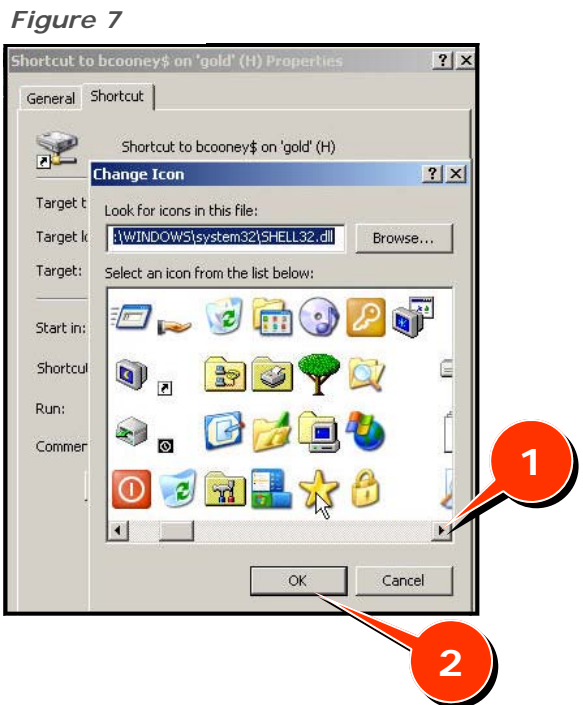 Figure 7
Shortcut to bcooney$ on 'gold' (H) Properties
General Shortcut
Shortcut to bcooney$ on 'gold' (H)
Change Icon
Target t
Look for icons in this file:
Target lo
:\WINDOWS\system32\SHELL32.dll
Browse...
Target:
Select an icon from the list below:
Start in:
Shortcut
Run:
Commer
1
OK
Cancel
2